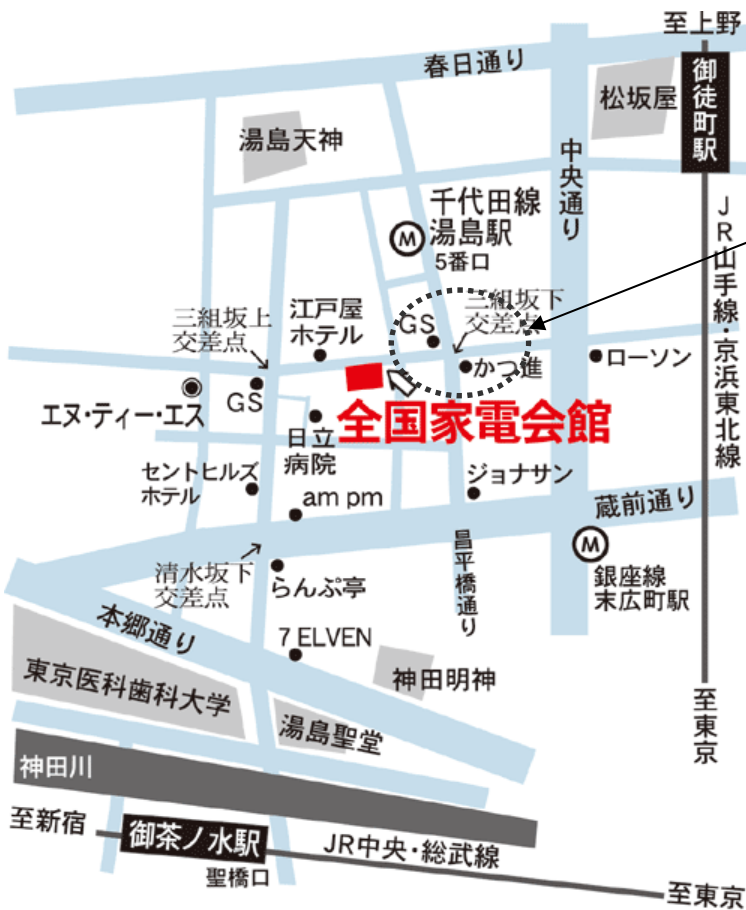 至上野
春日通り
御徒町駅
松坂屋
湯島天神
中央通り
千代田線
湯島駅
5番口
M
JR山手線・京浜東北線
三組坂上
交差点
江戸屋
ホテル
GS
三組坂下
交差点
かつ進
ローソン
エヌ・ティー・エス
GS
全国家電会館
日立
病院
セントヒルズ
ホテル
am pm
ジョナサン
蔵前通り
清水坂下
交差点
らんぷ亭
昌平橋通り
M
銀座線
末広町駅
本郷通り
7 ELVEN
神田明神
東京医科歯科大学
湯島聖堂
至東京
神田川
至新宿
御茶ノ水駅
聖橋口
JR中央・総武線
至東京